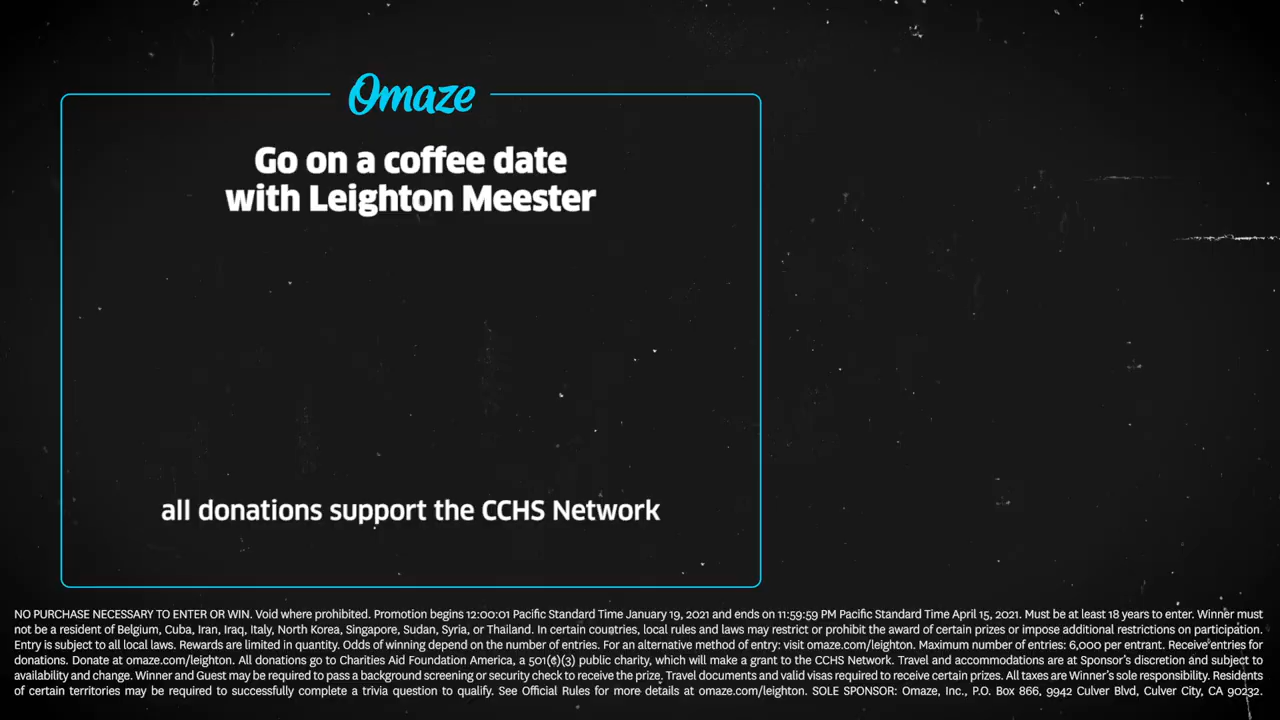 Omaze
Go on a coffee date
with Leighton Meester
all donations support the CCHS Network
NO PURCHASE NECESSARY TO ENTER OR WIN. Void where prohibited. Promotion begins 12:00:01 Pacific Standard Time January 19, 2021 and ends on 11:59:59 PM Pacific Standard Time April 15, 2021. Must be at least 18 years to enter. Winner must
not be a resident of Belgium, Cuba, Iran, Iraq, Italy, North Korea, Singapore, Sudan, Syria, or Thailand. In certain countries, local rules and laws may restrict or prohibit the award of certain prizes or impose additional restrictions on participation.
Entry is subject to all local laws. Rewards are limited in quantity. Odds of winning depend on the number of entries. For an alternative method of entry: visit omaze.com/leighton. Maximum number of entries: 6,000 per entrant. Receive entries for
donations. Donate at omaze.com/leighton. All donations go to Charities Aid Foundation America, a 501(c)(3) public charity, which will make a grant to the CCHS Network. Travel and accommodations are at Sponsor's discretion and subject to
availability and change. Winner and Guest may be required to pass a background screening or security check to receive the prize. Travel documents and valid visas required to receive certain prizes. All taxes are Winner's sole responsibility. Residents
of certain territories may be required to successfully complete a trivia question to qualify. See Official Rules for more details at omaze.com/leighton. SOLE SPONSOR: Omaze, Inc., P.O. Box 866, 9942 Culver Blvd, Culver City, CA 90232.